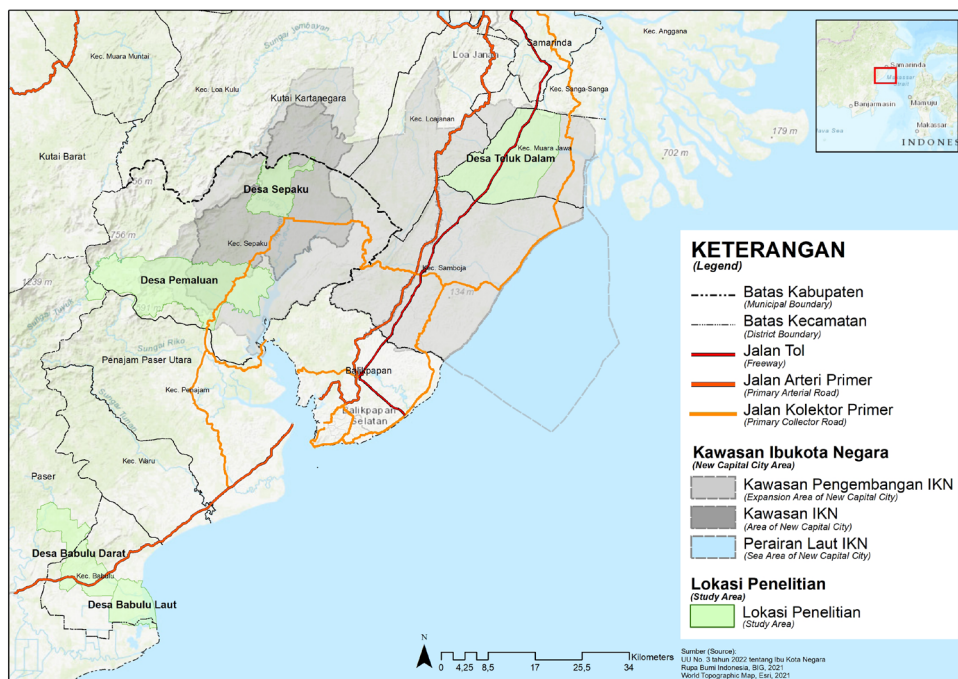 Kec. Muara Muntai
Sungai Jembayan
Kec. Loa Kulu
Kutai Kartanegara
Loa Janan
Samarinda
Kec. Anggana
Kec. Sanga-Sanga
Kec. Loajanan
Kec. Muara Jawa
Desa Teluk Dalam
179 m
702 m
Kutai Barat
Desa Sepaku
756 m
Kec. Sepaku
Desa Pemaluan
Kec. Samboja
134 m
Sungai Riko
Penajam Paser Utara
Kec. Penajam
Balikpapan
Balikpapan
Selatan
Kec. Waru
Paser
Desa Babulu Darat
Kec. Babulu
Desa Babulu Laut
Samarinda
Makassar
Banjarmasin
Mamuju
Makassar
Java Sea
INDONES
KETERANGAN
(Legend)
Batas Kabupaten
(Municipal Boundary)
Batas Kecamatan
(District Boundary)
Jalan Tol
(Freeway)
Jalan Arteri Primer
(Primary Arterial Road)
Jalan Kolektor Primer
(Primary Collector Road)
Kawasan Ibukota Negara
(New Capital City Area)
Kawasan Pengembangan IKN
(Expansion Area of New Capital City)
Kawasan IKN
(Area of New Capital City)
Perairan Laut IKN
(Sea Area of New Capital City)
Lokasi Penelitian
(Study Area)
Lokasi Penelitian
(Study Area)
N
Kilometers
0 4,25 8,5 17 25,5 34
Sumber (Source):
UU No. 3 tahun 2022 tentang Ibu Kota Negara
Rupa Bumi Indonesia, BIG, 2021
World Topographic Map, Esri, 2021